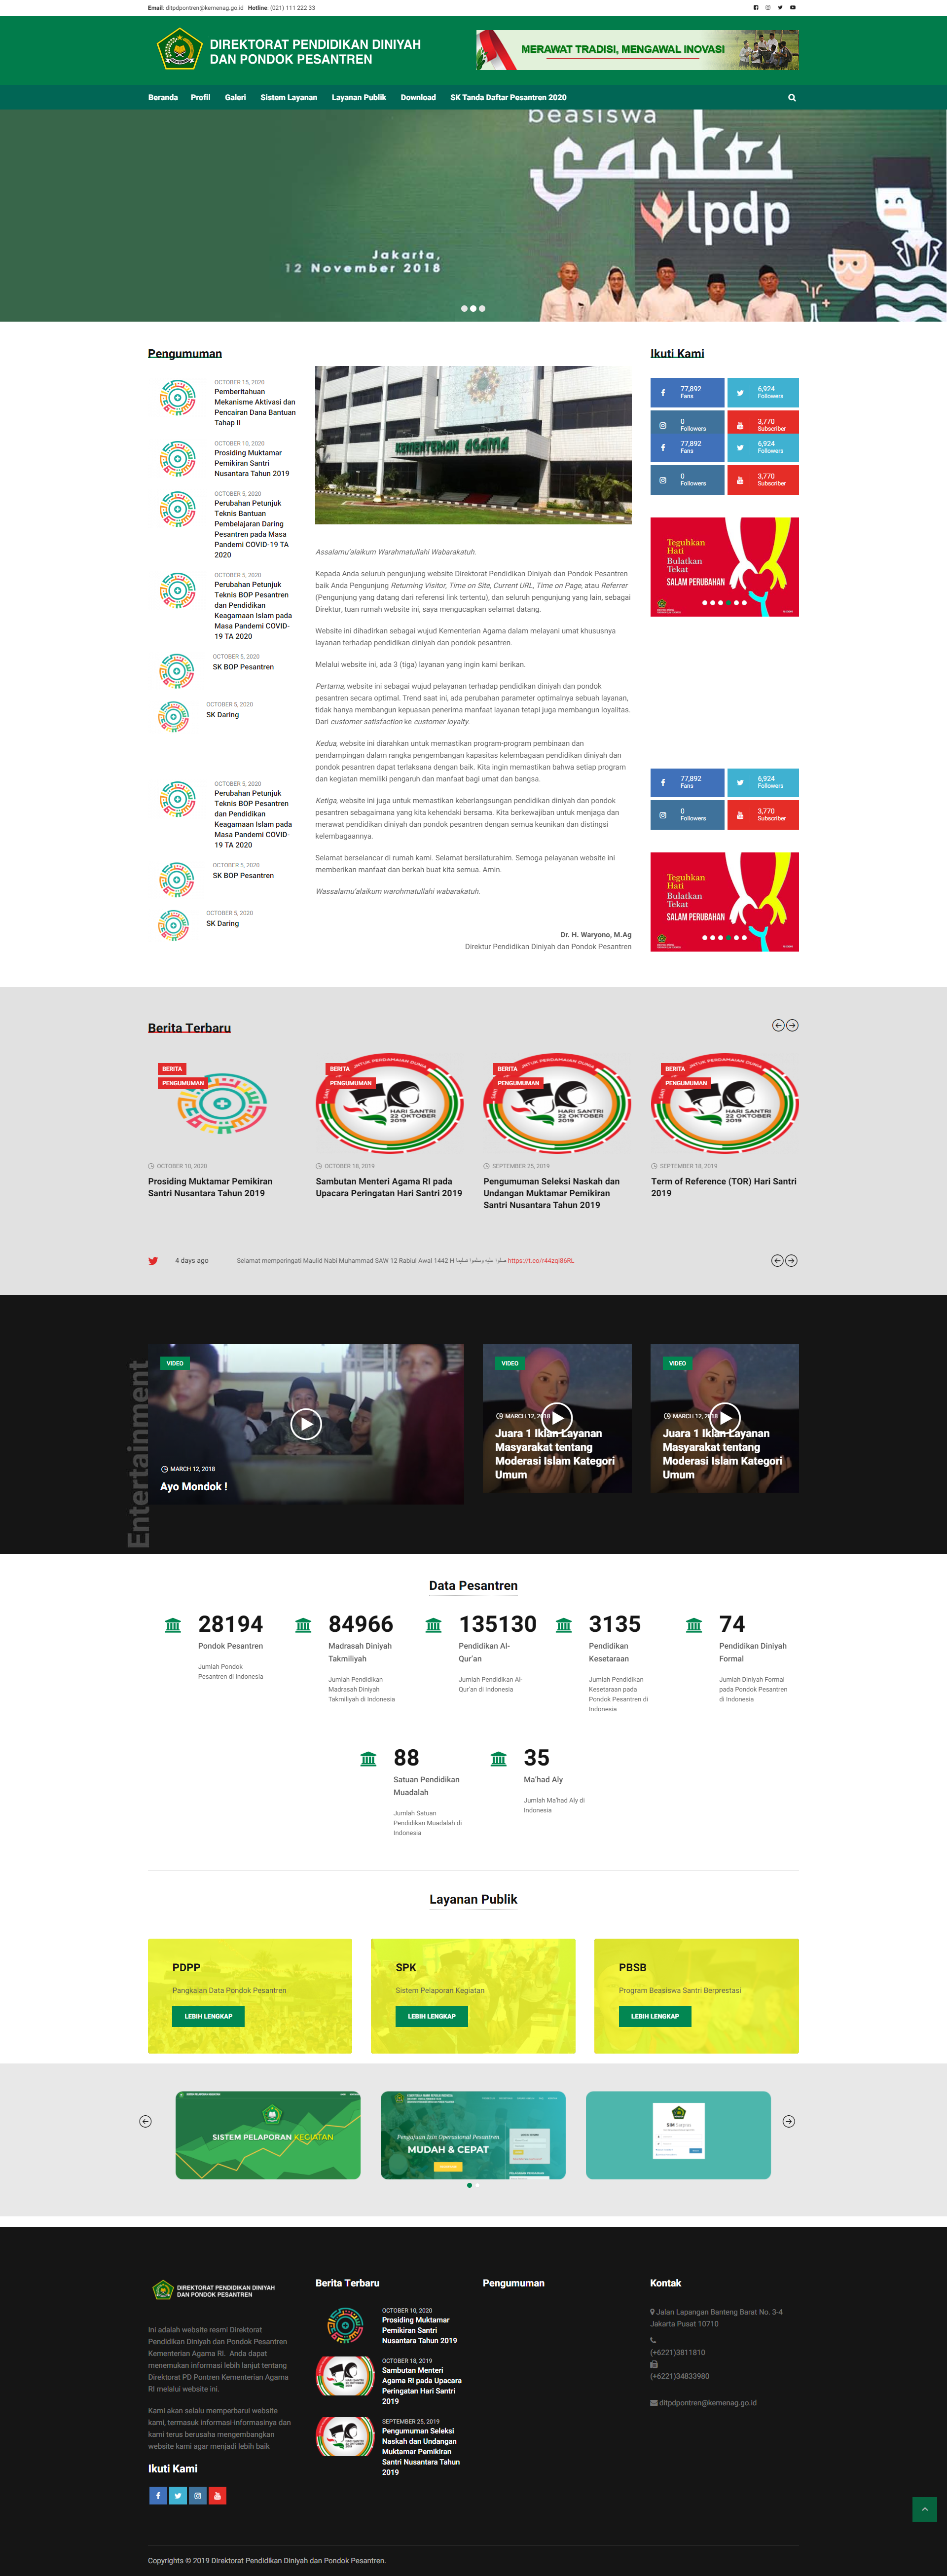 Email: ditpdpontren@kemenag.go.id Hotline: (021) 111 222 33
DIREKTORAT PENDIDIKAN DINIYAH
DAN PONDOK PESANTREN
MERAWAT TRADISI, MENGAWAL INOVASI
Beranda Profil Galeri Sistem Layanan Layanan Publik Download SK Tanda Daftar Pesantren 2020
beasiswa
santri
lpdp
Jakarta,
12 November 2018
Pengumuman
OCTOBER 15, 2020
Pemberitahuan
Mekanisme Aktivasi dan
Pencairan Dana Bantuan
Tahap II
OCTOBER 10, 2020
Prosiding Muktamar
Pemikiran Santri
Nusantara Tahun 2019
OCTOBER 5, 2020
Perubahan Petunjuk
Teknis Bantuan
Pembelajaran Daring
Pesantren pada Masa
Pandemi COVID-19 TA
2020
OCTOBER 5, 2020
Perubahan Petunjuk
Teknis BOP Pesantren
dan Pendidikan
Keagamaan Islam pada
Masa Pandemi COVID-
19 TA 2020
OCTOBER 5, 2020
SK BOP Pesantren
OCTOBER 5, 2020
SK Daring
OCTOBER 5, 2020
Perubahan Petunjuk
Teknis BOP Pesantren
dan Pendidikan
Keagamaan Islam pada
Masa Pandemi COVID-
19 TA 2020
OCTOBER 5, 2020
SK BOP Pesantren
OCTOBER 5, 2020
SK Daring
KEMENTERIAN AGAMA
Assalamu'alaikum Warahmatullahi Wabarakatuh.
Kepada Anda seluruh pengunjung website Direktorat Pendidikan Diniyah dan Pondok Pesantren
baik Anda Pengunjung Returning Visitor, Time on Site, Current URL, Time on Page, atau Referrer
(Pengunjung yang datang dari referensi link tertentu), dan seluruh pengunjung yang lain, sebagai
Direktur, tuan rumah website ini, saya mengucapkan selamat datang.
Website ini dihadirkan sebagai wujud Kementerian Agama dalam melayani umat khususnya
layanan terhadap pendidikan diniyah dan pondok pesantren.
Melalui website ini, ada 3 (tiga) layanan yang ingin kami berikan.
Pertama, website ini sebagai wujud pelayanan terhadap pendidikan diniyah dan pondok
pesantren secara optimal. Trend saat ini, ada perubahan parameter optimalnya sebuah layanan,
tidak hanya membangun kepuasan penerima manfaat layanan tetapi juga membangun loyalitas.
Dari customer satisfaction ke customer loyalty.
Kedua, website ini diarahkan untuk memastikan program-program pembinaan dan
pendampingan dalam rangka pengembangan kapasitas kelembagaan pendidikan diniyah dan
pondok pesantren dapat terlaksana dengan baik. Kita ingin memastikan bahwa setiap program
dan kegiatan memiliki pengaruh dan manfaat bagi umat dan bangsa.
Ketiga, website ini juga untuk memastikan keberlangsungan pendidikan diniyah dan pondok
pesantren sebagaimana yang kita kehendaki bersama. Kita berkewajiban untuk menjaga dan
merawat pendidikan diniyah dan pondok pesantren dengan semua keunikan dan distingsi
kelembagaannya.
Selamat berselancar di rumah kami. Selamat bersilaturahim. Semoga pelayanan website ini
memberikan manfaat dan berkah buat kita semua. Amin.
Wassalamu'alaikum warohmatullahi wabarakatuh.
Dr. H. Waryono, M.Ag
Direktur Pendidikan Diniyah dan Pondok Pesantren
Ikuti Kami
77,892 Fans
6,924 Followers
0 Followers
3,770 Subscriber
77,892 Fans
6,924 Followers
0 Followers
3,770 Subscriber
Teguhkan
Hati
Bulatkan
Tekat
SALAM PERUBAHAN
77,892 Fans
6,924 Followers
0 Followers
3,770 Subscriber
Teguhkan
Hati
Bulatkan
Tekat
SALAM PERUBAHAN
Berita Terbaru
BERITA
PENGUMUMAN
OCTOBER 10, 2020
Prosiding Muktamar Pemikiran
Santri Nusantara Tahun 2019
BERITA
PENGUMUMAN
HARI SANTRI
22 OKTOBER
2019
OCTOBER 18, 2019
Sambutan Menteri Agama RI pada
Upacara Peringatan Hari Santri 2019
BERITA
PENGUMUMAN
HARI SANTRI
22 OKTOBER
2019
SEPTEMBER 25, 2019
Pengumuman Seleksi Naskah dan
Undangan Muktamar Pemikiran
Santri Nusantara Tahun 2019
BERITA
PENGUMUMAN
HARI SANTRI
22 OKTOBER
2019
SEPTEMBER 18, 2019
Term of Reference (TOR) Hari Santri
2019
4 days ago
Selamat memperingati Maulid Nabi Muhammad SAW 12 Rabiul Awal 1442 H صلوا عليه وسلموا تسليما https://t.co/r44zqi86RL
Entertainment
VIDEO
MARCH 12, 2018
Ayo Mondok !
VIDEO
MARCH 12, 2018
Juara 1 Iklan Layanan
Masyarakat tentang
Moderasi Islam Kategori
Umum
VIDEO
MARCH 12, 2018
Juara 1 Iklan Layanan
Masyarakat tentang
Moderasi Islam Kategori
Umum
Data Pesantren
28194
Pondok Pesantren
Jumlah Pondok
Pesantren di Indonesia
84966
Madrasah Diniyah
Takmiliyah
Jumlah Pendidikan
Madrasah Diniyah
Takmiliyah di Indonesia
135130
Pendidikan Al-
Qur'an
Jumlah Pendidikan Al-
Qur'an di Indonesia
3135
Pendidikan
Kesetaraan
Jumlah Pendidikan
Kesetaraan pada
Pondok Pesantren di
Indonesia
74
Pendidikan Diniyah
Formal
Jumlah Diniyah Formal
pada Pondok Pesantren
di Indonesia
88
Satuan Pendidikan
Muadalah
Jumlah Satuan
Pendidikan Muadalah di
Indonesia
35
Ma'had Aly
Jumlah Ma'had Aly di
Indonesia
Layanan Publik
PDPP
Pangkalan Data Pondok Pesantren
LEBIH LENGKAP
SPK
Sistem Pelaporan Kegiatan
LEBIH LENGKAP
PBSB
Program Beasiswa Santri Berprestasi
LEBIH LENGKAP
SISTEM PELAPORAN KEGIATAN
Pengajuan Izin Operasional Pesantren
MUDAH & CEPAT
DIREKTORAT PENDIDIKAN DINIYAH
DAN PONDOK PESANTREN
Ini adalah website resmi Direktorat
Pendidikan Diniyah dan Pondok Pesantren
Kementerian Agama RI. Anda dapat
menemukan informasi lebih lanjut tentang
Direktorat PD Pontren Kementerian Agama
RI melalui website ini.
Kami akan selalu memperbarui website
kami, termasuk informasi-informasinya dan
kami terus berusaha mengembangkan
website kami agar menjadi lebih baik
Ikuti Kami
Berita Terbaru
OCTOBER 10, 2020
Prosiding Muktamar
Pemikiran Santri
Nusantara Tahun 2019
OCTOBER 18, 2019
Sambutan Menteri
Agama RI pada Upacara
Peringatan Hari Santri
2019
SEPTEMBER 25, 2019
Pengumuman Seleksi
Naskah dan Undangan
Muktamar Pemikiran
Santri Nusantara Tahun
2019
Pengumuman
Kontak
Jalan Lapangan Banteng Barat No. 3-4
Jakarta Pusat 10710
(+6221)3811810
(+6221)34833980
ditpdpontren@kemenag.go.id
Copyrights © 2019 Direktorat Pendidikan Diniyah dan Pondok Pesantren.